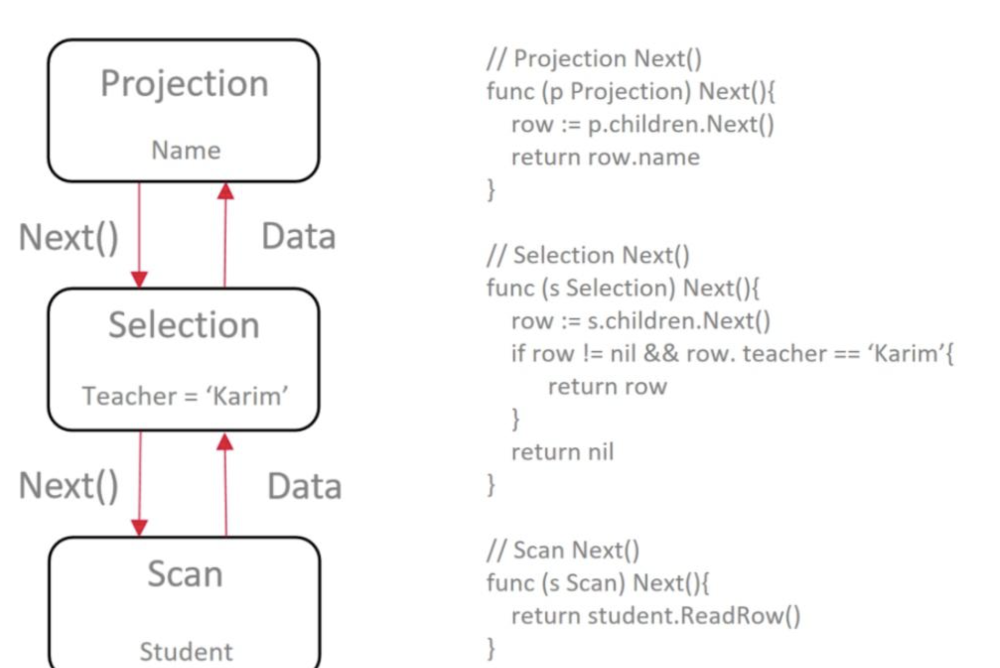 Projection
Name
Next()
Data
Selection
Teacher = ‘Karim’
Next()
Data
Scan
Student
// Projection Next()
func (p Projection) Next(){
row := p.children.Next()
return row.name
}
// Selection Next()
func (s Selection) Next(){
row := s.children.Next()
if row != nil && row. teacher == ‘Karim’{
return row
}
return nil
}
// Scan Next()
func (s Scan) Next(){
return student.ReadRow()
}